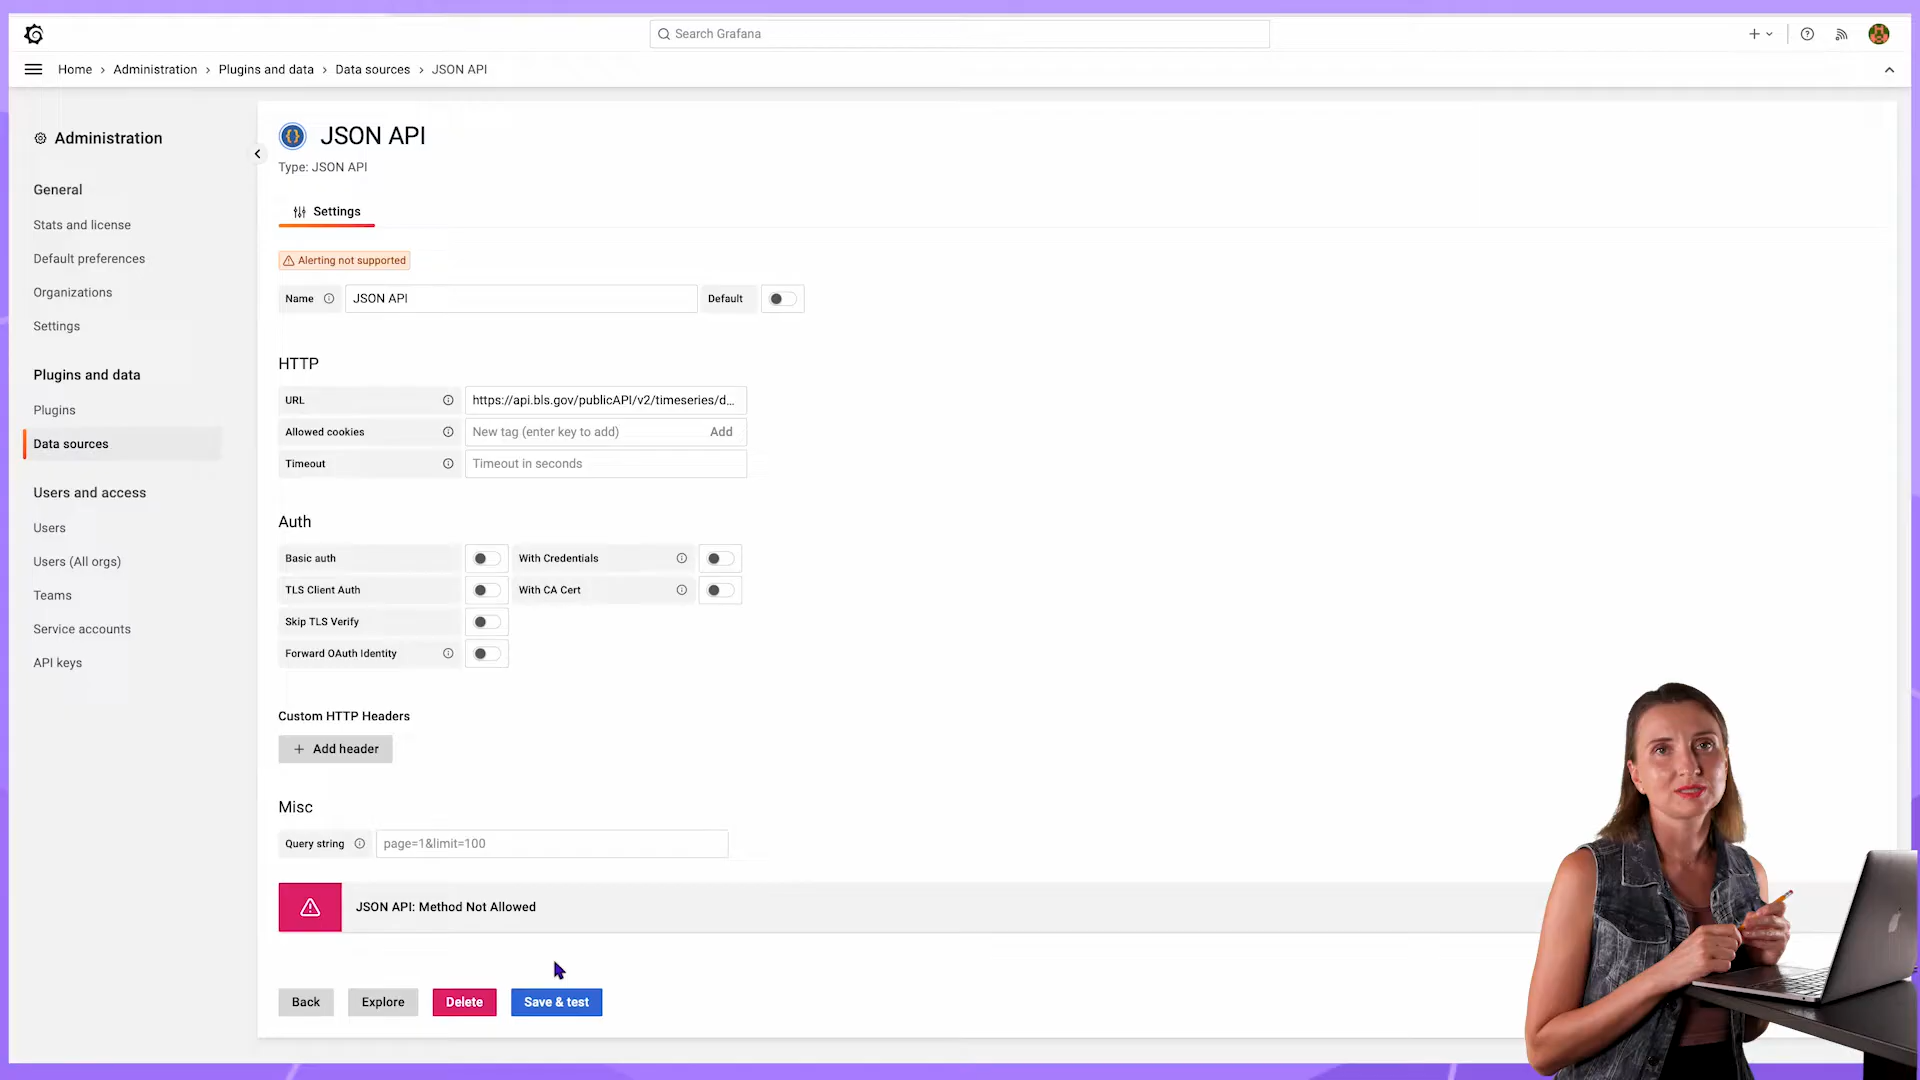 Search Grafana
Home › Administration › Plugins and data › Data sources › JSON API
Administration
General
Stats and license
Default preferences
Organizations
Settings
Plugins and data
Plugins
Data sources
Users and access
Users
Users (All orgs)
Teams
Service accounts
API keys
JSON API
Type: JSON API
Settings
Alerting not supported
Name JSON API Default
HTTP
URL https://api.bls.gov/publicAPI/v2/timeseries/d...
Allowed cookies New tag (enter key to add) Add
Timeout Timeout in seconds
Auth
Basic auth With Credentials
TLS Client Auth With CA Cert
Skip TLS Verify
Forward OAuth Identity
Custom HTTP Headers
+ Add header
Misc
Query string page=1&limit=100
JSON API: Method Not Allowed
Back Explore Delete Save & test